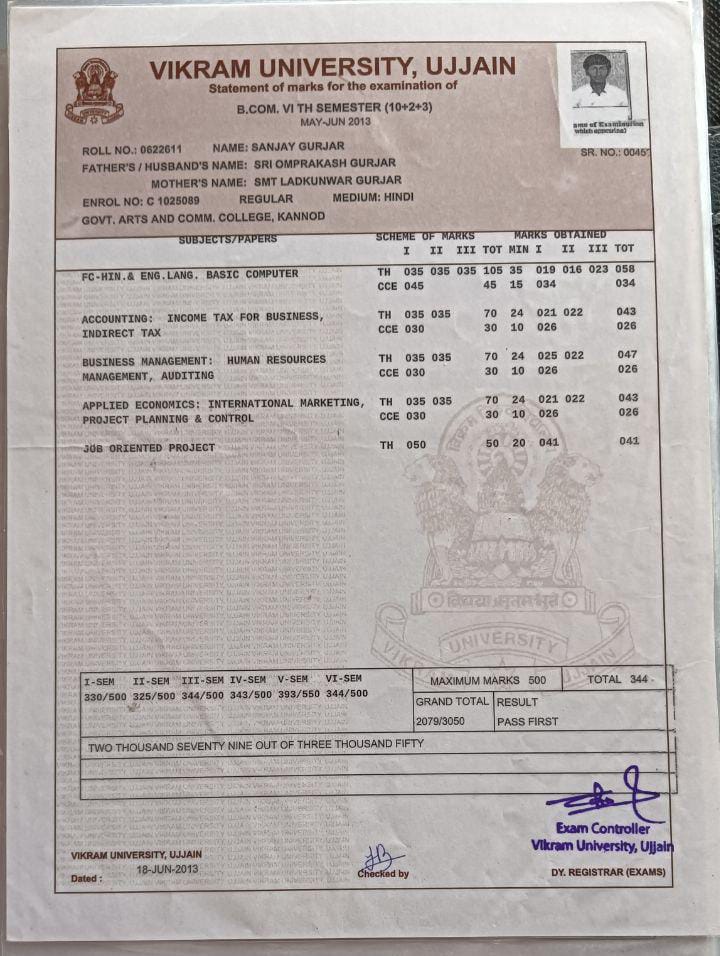 VIKRAM UNIVERSITY, UJJAIN
Statement of marks for the examination of
B.COM. VI TH SEMESTER (10+2+3)
MAY-JUN 2013
ROLL NO.: 0622611 NAME: SANJAY GURJAR
SR. NO.: 0045
FATHER'S / HUSBAND'S NAME: SRI OMPRAKASH GURJAR
MOTHER'S NAME: SMT LADKUNWAR GURJAR
ENROL NO: C 1025089 REGULAR MEDIUM: HINDI
GOVT. ARTS AND COMM. COLLEGE, KANNOD
SUBJECTS/PAPERS SCHEME OF MARKS MARKS OBTAINED
I II III TOT MIN I II III TOT
FC-HIN.& ENG.LANG. BASIC COMPUTER TH 035 035 035 105 35 019 016 023 058
CCE 045 45 15 034 034
ACCOUNTING: INCOME TAX FOR BUSINESS, TH 035 035 70 24 021 022 043
INDIRECT TAX CCE 030 30 10 026 026
BUSINESS MANAGEMENT: HUMAN RESOURCES TH 035 035 70 24 025 022 047
MANAGEMENT, AUDITING CCE 030 30 10 026 026
APPLIED ECONOMICS: INTERNATIONAL MARKETING, TH 035 035 70 24 021 022 043
PROJECT PLANNING & CONTROL CCE 030 30 10 026 026
JOB ORIENTED PROJECT TH 050 50 20 041 041
UNIVERSITY
VIKRAM UJJAIN
I-SEM II-SEM III-SEM IV-SEM V-SEM VI-SEM MAXIMUM MARKS 500 TOTAL 344
330/500 325/500 344/500 343/500 393/550 344/500 GRAND TOTAL RESULT
2079/3050 PASS FIRST
TWO THOUSAND SEVENTY NINE OUT OF THREE THOUSAND FIFTY
Exam Controller
Vikram University, Ujjain
VIKRAM UNIVERSITY, UJJAIN
Dated : 18-JUN-2013 Checked by DY. REGISTRAR (EXAMS)